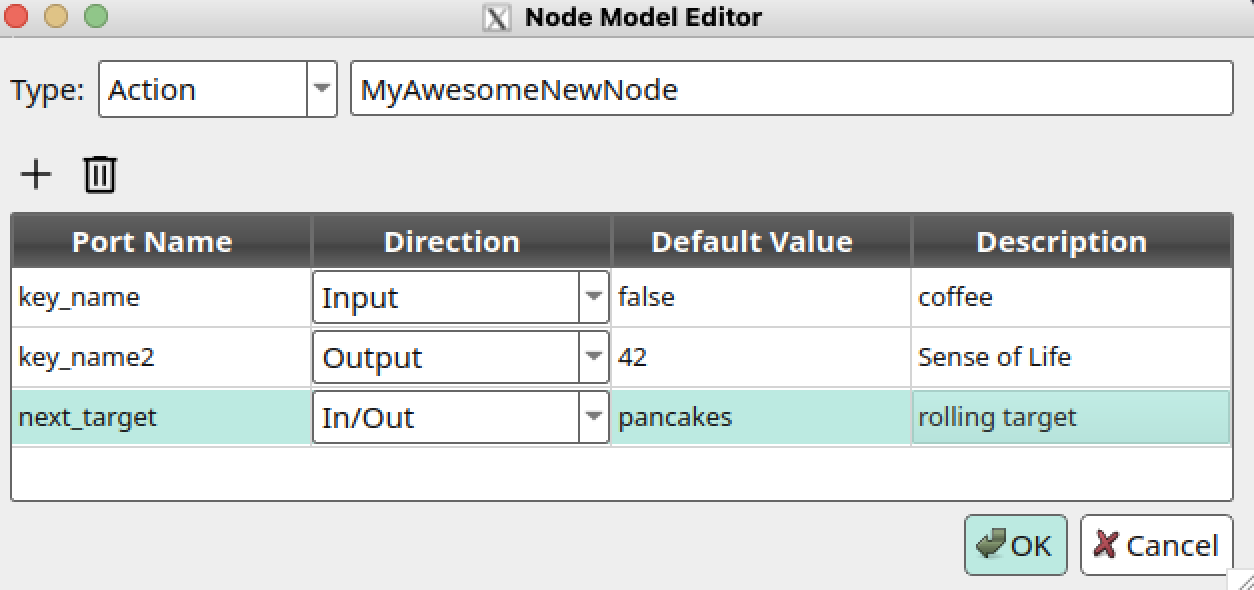 Node Model Editor
Type: Action MyAwesomeNewNode
Port Name Direction Default Value Description
key_name Input false coffee
key_name2 Output 42 Sense of Life
next_target In/Out pancakes rolling target
OK Cancel